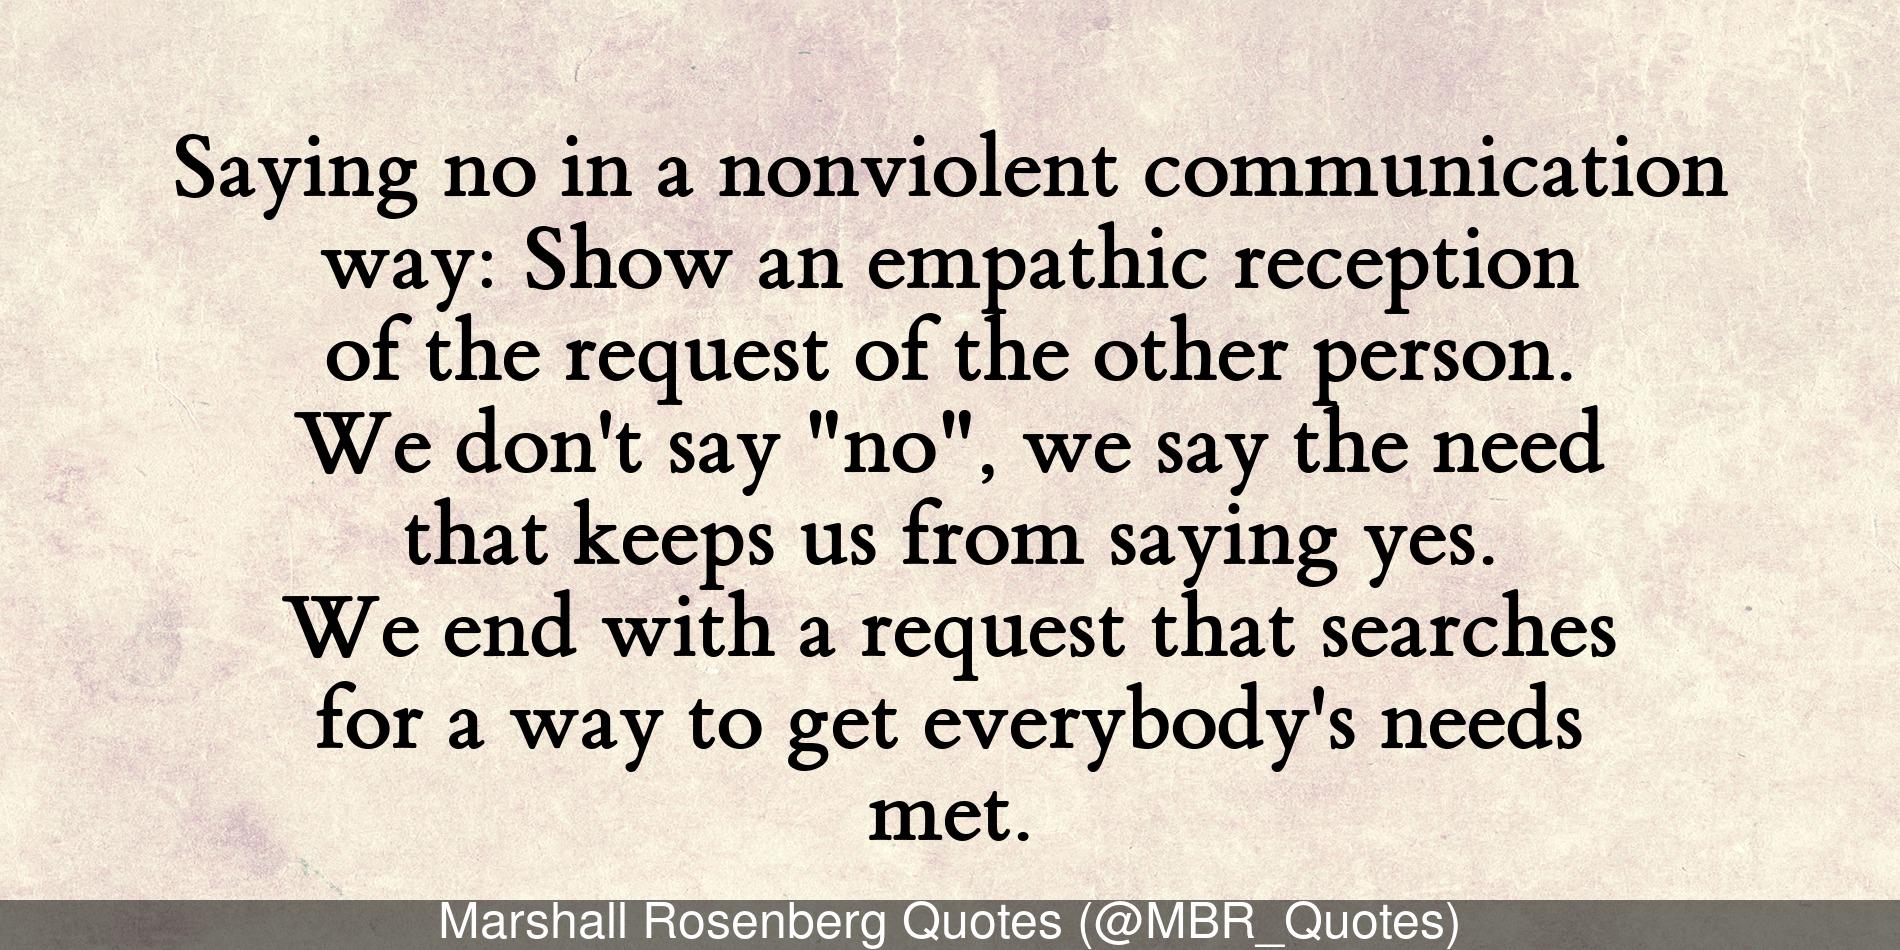 Saying no in a nonviolent communication
way: Show an empathic reception
of the request of the other person.
We don't say "no", we say the need
that keeps us from saying yes.
We end with a request that searches
for a way to get everybody's needs
met.
Marshall Rosenberg Quotes (@MBR_Quotes)